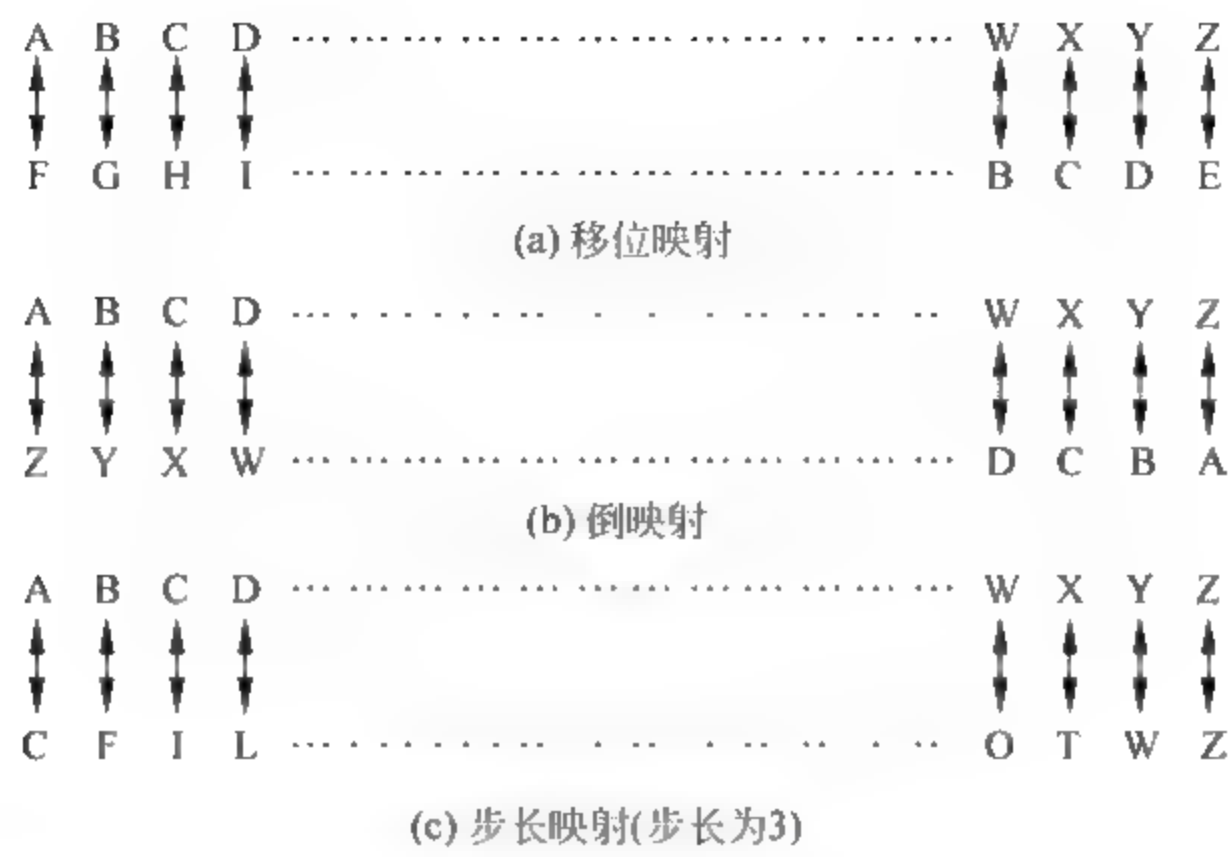 A B C D ………………………………… W X Y Z
F G H I ………………………………… B C D E
(a) 移位映射
A B C D ………………………………… W X Y Z
Z Y X W ………………………………… D C B A
(b) 倒映射
A B C D ………………………………… W X Y Z
C F I L ………………………………… O T W Z
(c) 步长映射(步长为3)